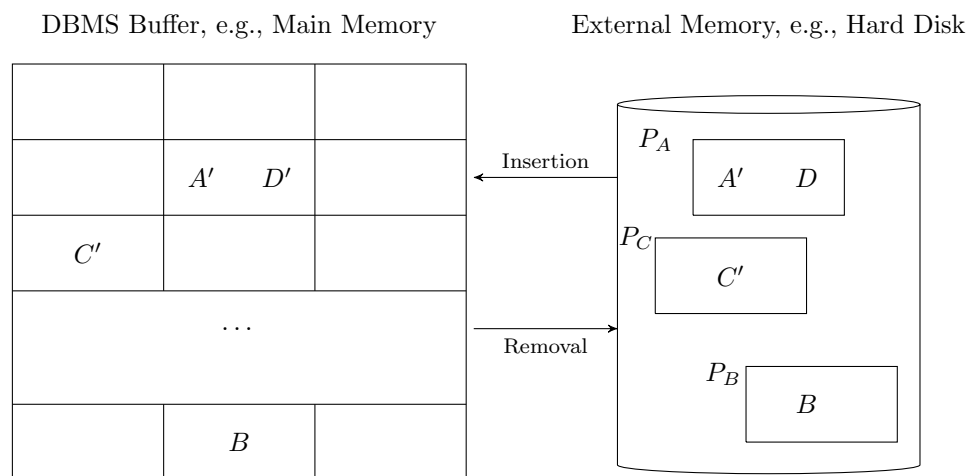 DBMS Buffer, e.g., Main Memory
External Memory, e.g., Hard Disk
A′ D′
C′
...
B
Insertion
Removal
P_A
A′ D
P_C
C′
P_B
B